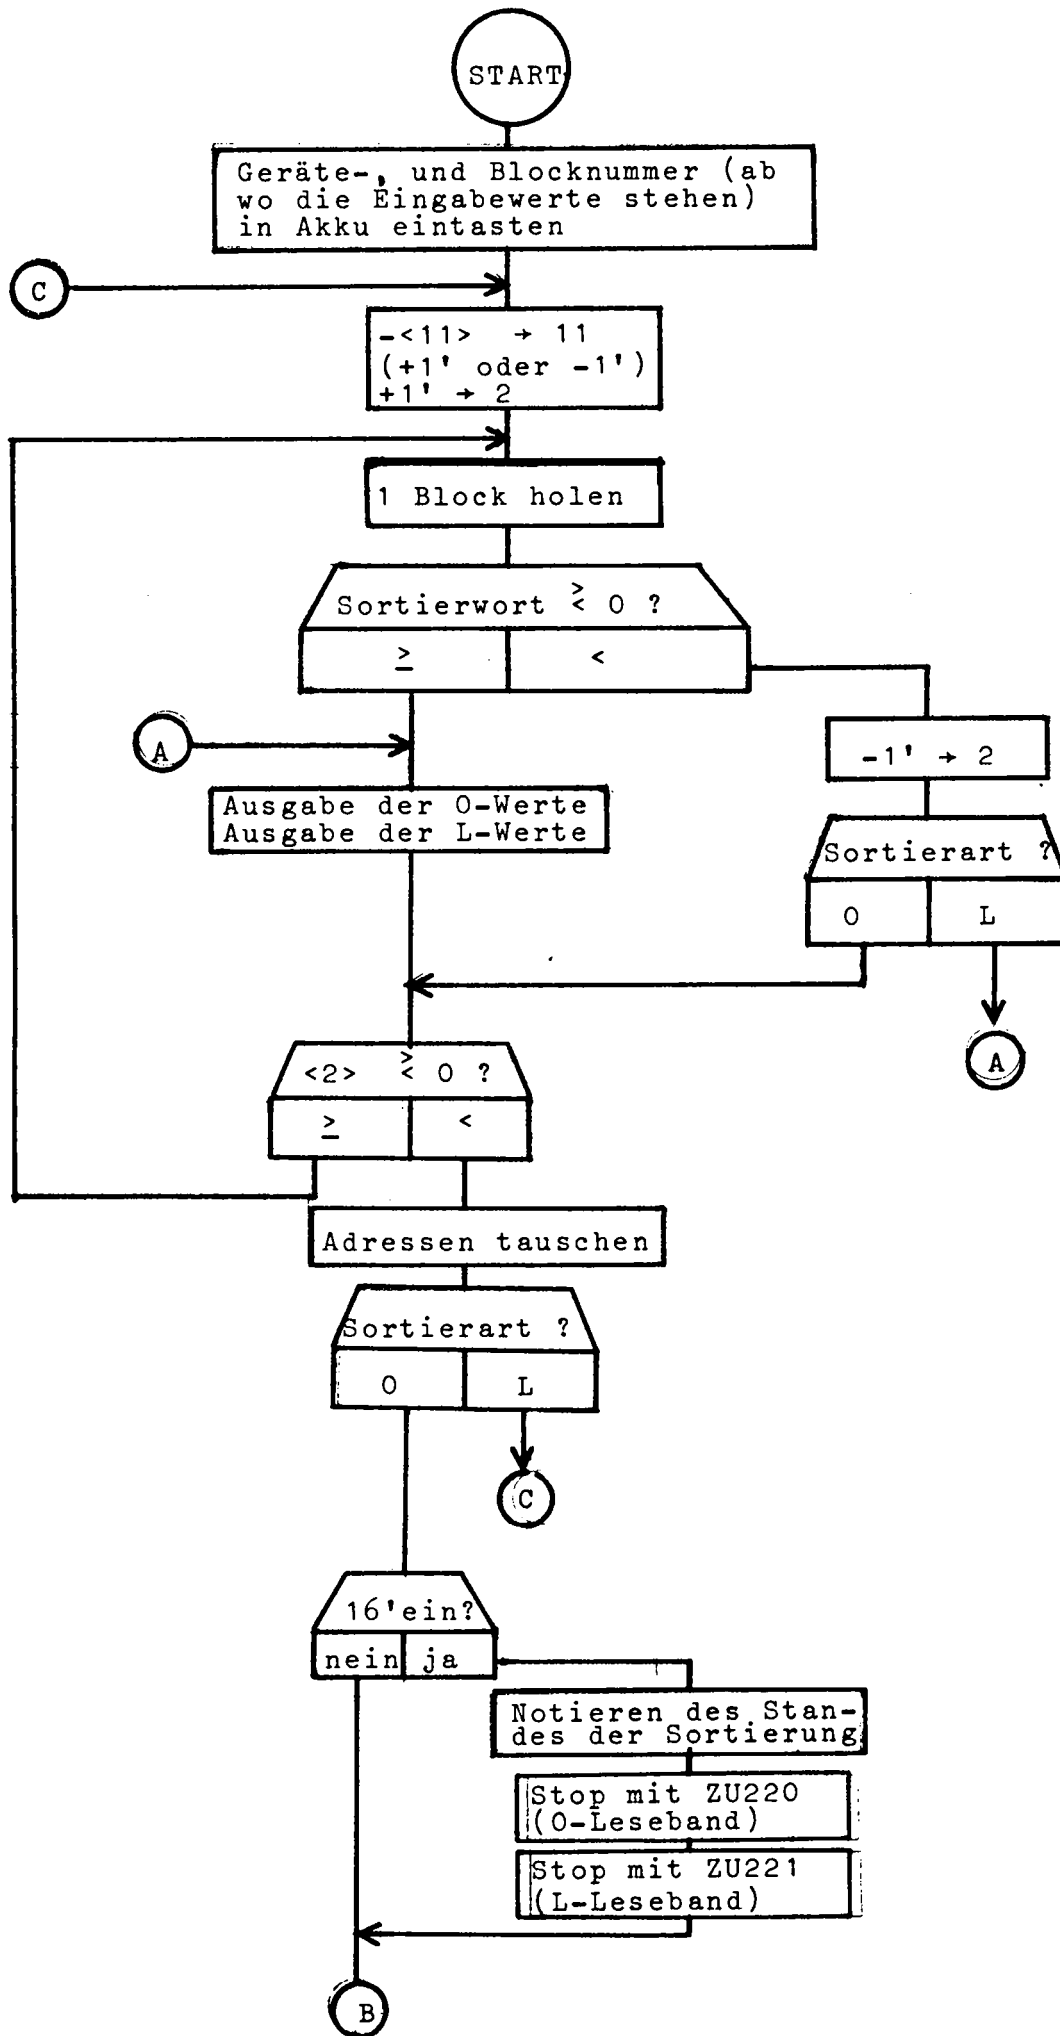 START
Geräte-, und Blocknummer (ab
wo die Eingabewerte stehen)
in Akku eintasten
C
-<11> → 11
(+1' oder -1')
+1' → 2
1 Block holen
Sortierwort ≷ 0 ?
≥ <
A
-1' → 2
Ausgabe der O-Werte
Ausgabe der L-Werte
Sortierart ?
O L
A
<2> ≷ 0 ?
≥ <
Adressen tauschen
Sortierart ?
O L
C
16'ein?
nein ja
Notieren des Stan-
des der Sortierung
Stop mit ZU220
(O-Leseband)
Stop mit ZU221
(L-Leseband)
B